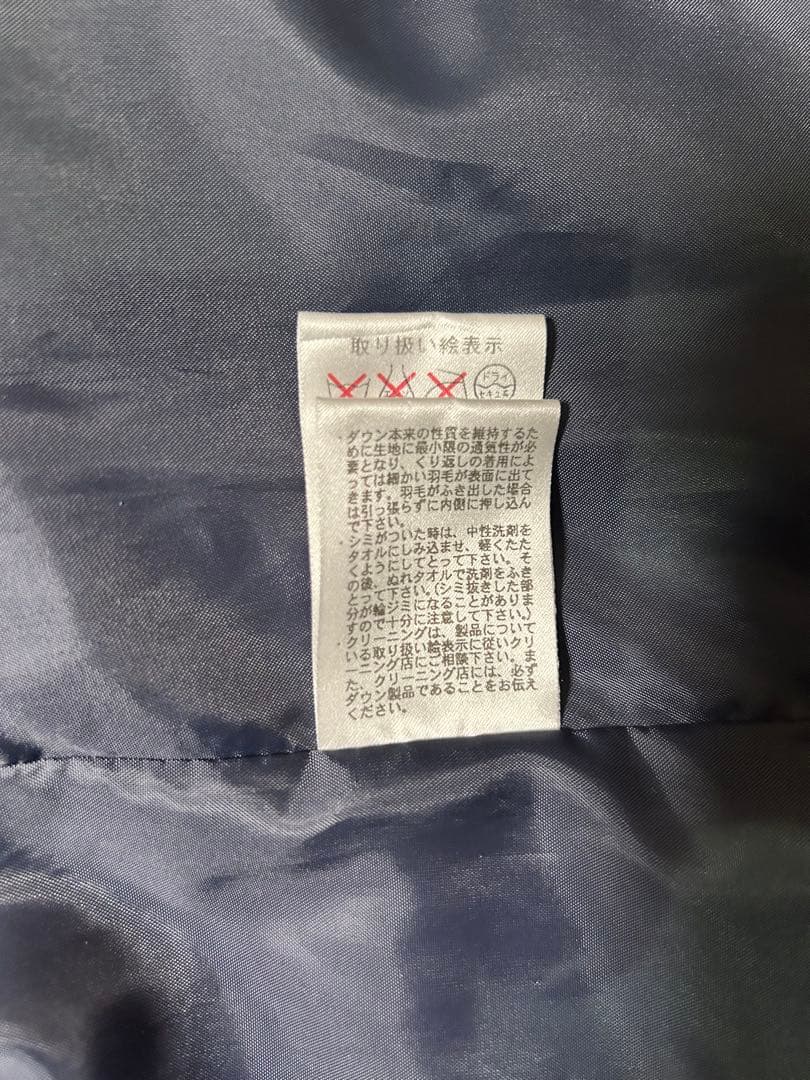 取り扱い絵表示
ドライ
セキユ系
ダウン本来の性質を維持するた
めに生地に最小限の通気性が必
要となり、くり返しの着用によ
っては細かい羽毛が表面に出て
きます。羽毛がふき出した場合
は引っ張らずに内側に押し込ん
で下さい。
シミがついた時は、中性洗剤を
タオルにしみ込ませ、軽くたた
くようにしてとって下さい。そ
の後、ぬれタオルで洗剤をふき
とって下さい。(シミ抜きした部
分が輪ジミになることがありま
すので十分に注意して下さい。)
クリーニングは、製品について
いる取り扱い絵表示に従いクリ
ーニング店にご相談下さい。ま
た、クリーニング店には、必ず
ダウン製品であることをお伝え
ください。